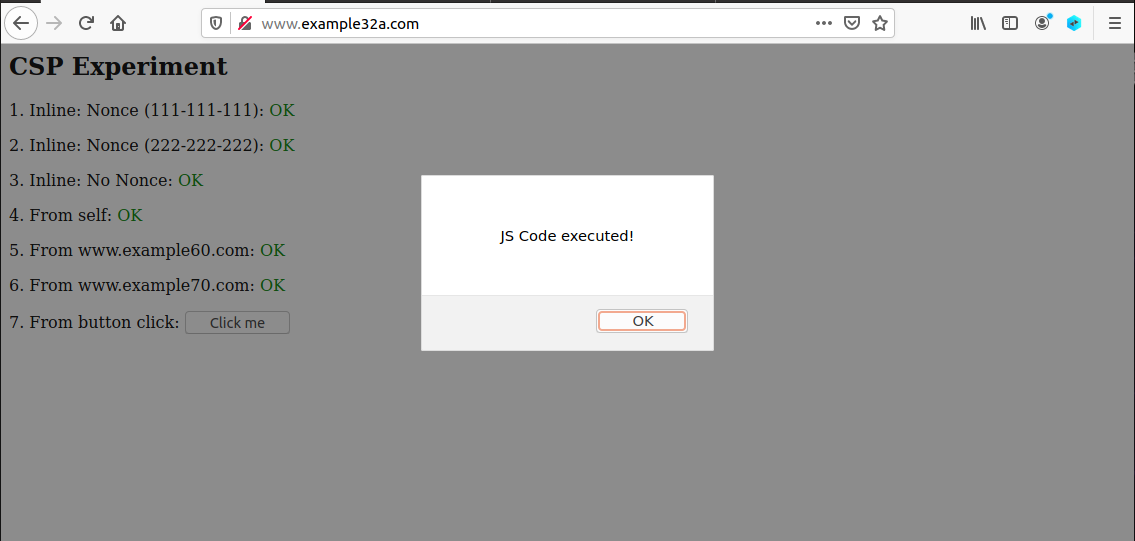 www.example32a.com
CSP Experiment
1. Inline: Nonce (111-111-111): OK
2. Inline: Nonce (222-222-222): OK
3. Inline: No Nonce: OK
4. From self: OK
5. From www.example60.com: OK
6. From www.example70.com: OK
7. From button click: Click me
JS Code executed!
OK